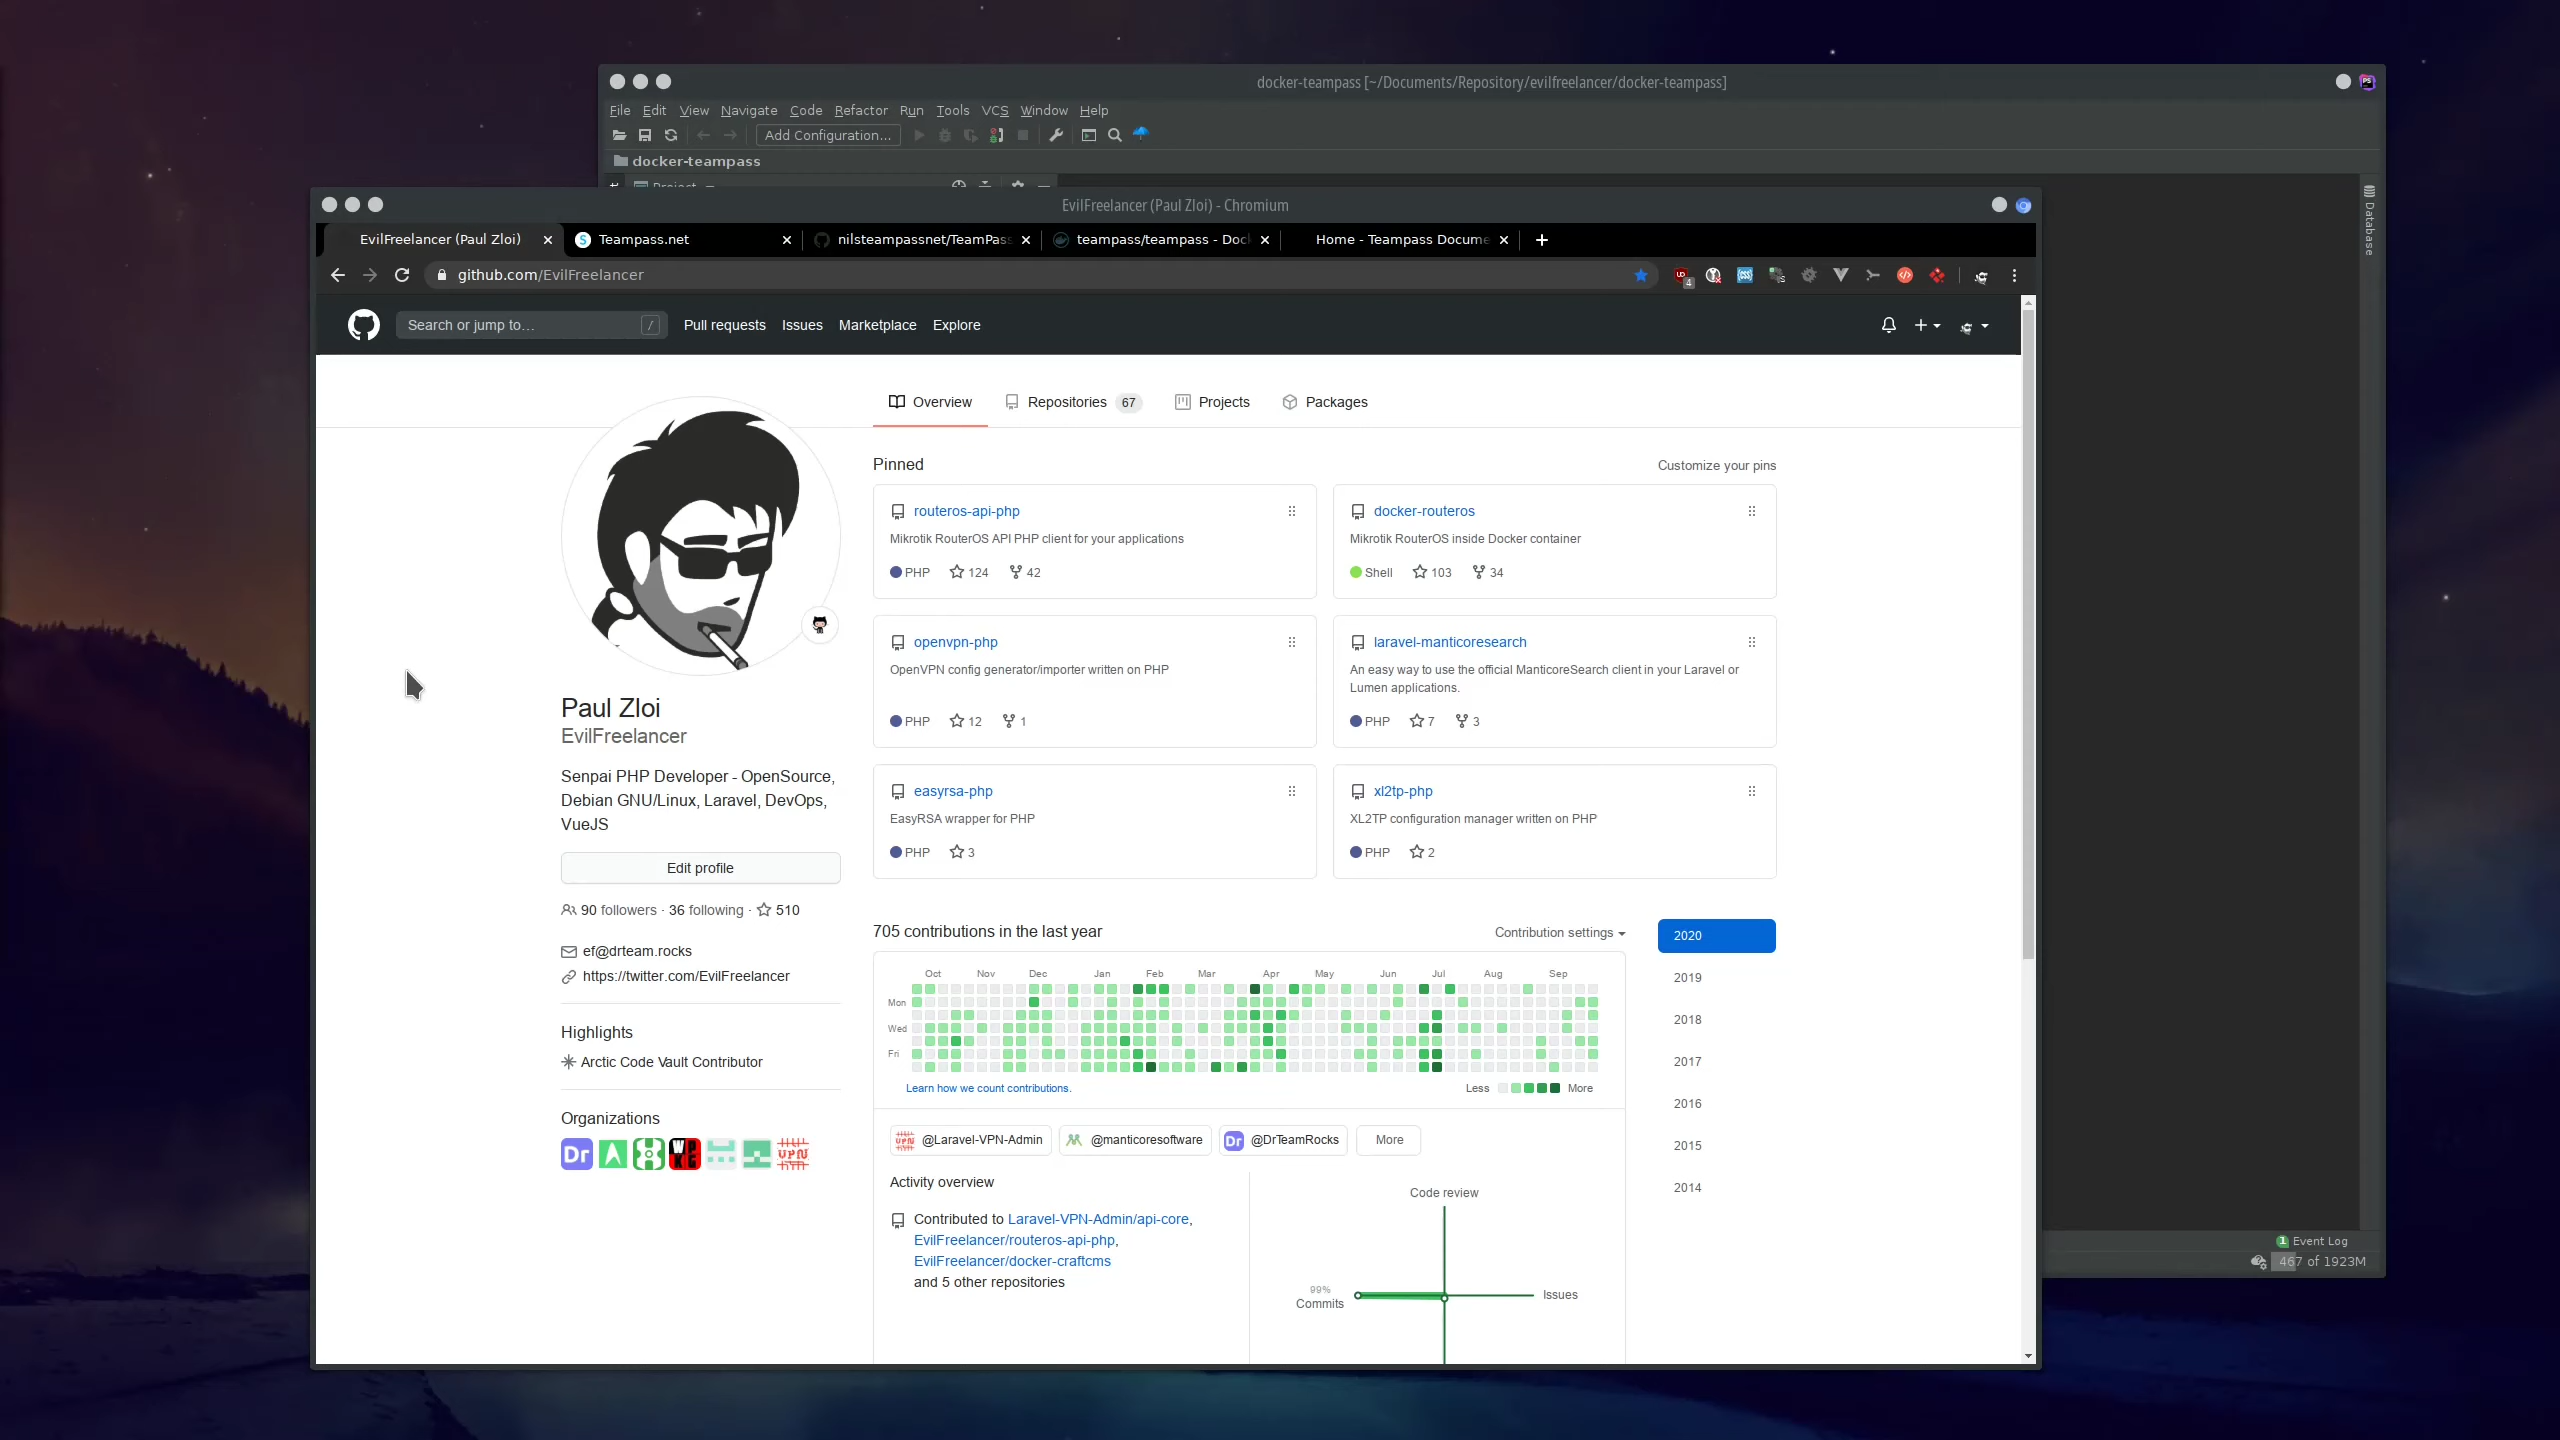 docker-teampass [~/Documents/Repository/evilfreelancer/docker-teampass]
File Edit View Navigate Code Refactor Run Tools VCS Window Help
Add Configuration...
docker-teampass
Project
Database
EvilFreelancer (Paul Zloi) - Chromium
EvilFreelancer (Paul Zloi) Teampass.net nilsteampassnet/TeamPass teampass/teampass - Doc Home - Teampass Docume
github.com/EvilFreelancer
4
Search or jump to… / Pull requests Issues Marketplace Explore
Overview Repositories 67 Projects Packages
Paul Zloi
EvilFreelancer
Senpai PHP Developer - OpenSource,
Debian GNU/Linux, Laravel, DevOps,
VueJS
Edit profile
90 followers · 36 following · 510
ef@drteam.rocks
https://twitter.com/EvilFreelancer
Highlights
Arctic Code Vault Contributor
Organizations
Dr
VPN
Pinned Customize your pins
routeros-api-php
Mikrotik RouterOS API PHP client for your applications
PHP 124 42
docker-routeros
Mikrotik RouterOS inside Docker container
Shell 103 34
openvpn-php
OpenVPN config generator/importer written on PHP
PHP 12 1
laravel-manticoresearch
An easy way to use the official ManticoreSearch client in your Laravel or
Lumen applications.
PHP 7 3
easyrsa-php
EasyRSA wrapper for PHP
PHP 3
xl2tp-php
XL2TP configuration manager written on PHP
PHP 2
705 contributions in the last year Contribution settings
Oct Nov Dec Jan Feb Mar Apr May Jun Jul Aug Sep
Mon
Wed
Fri
Learn how we count contributions. Less More
@Laravel-VPN-Admin @manticoresoftware Dr @DrTeamRocks More
Activity overview
Contributed to Laravel-VPN-Admin/api-core,
EvilFreelancer/routeros-api-php,
EvilFreelancer/docker-craftcms
and 5 other repositories
Code review
99%
Commits
Issues
2020
2019
2018
2017
2016
2015
2014
1 Event Log
467 of 1923M